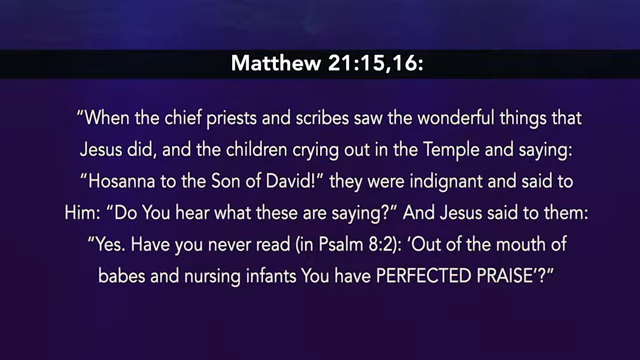 Matthew 21:15,16:
“When the chief priests and scribes saw the wonderful things that
Jesus did, and the children crying out in the Temple and saying:
“Hosanna to the Son of David!” they were indignant and said to
Him: “Do You hear what these are saying?” And Jesus said to them:
“Yes. Have you never read (in Psalm 8:2): ‘Out of the mouth of
babes and nursing infants You have PERFECTED PRAISE’?”